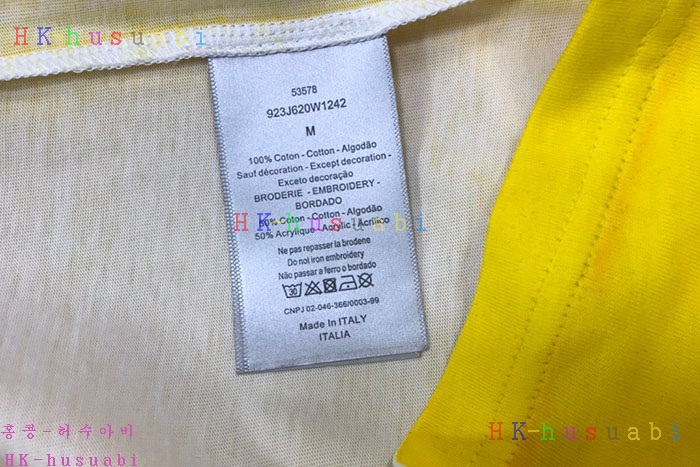 HK-husuabi
53578
923J620W1242
M
100% Coton - Cotton - Algodão
Sauf décoration - Except decoration -
Exceto decoração
BRODERIE - EMBROIDERY -
BORDADO
HK-husuabi
50% Coton - Cotton - Algodão
50% Acrylique - Acrylic - Acrílico
Ne pas repasser la broderie
Do not iron embroidery
Não passar a ferro o bordado
30
CNPJ 02-046-366/0003-99
Made in ITALY
ITALIA
홍콩-허수아비
HK-husuabi
HK-husuabi